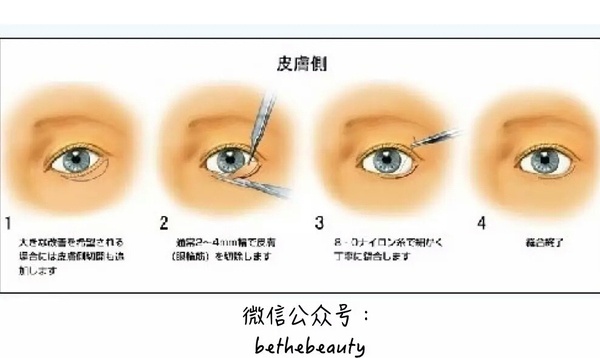 皮膚側
1
大きな改善を希望される
場合には皮膚側切開も追
加します
2
通常2〜4mm幅で皮膚
（眼輪筋）を切除します
3
8-0ナイロン糸で細かく
丁寧に縫合します
4
縫合終了
微信公众号：
bethebeauty